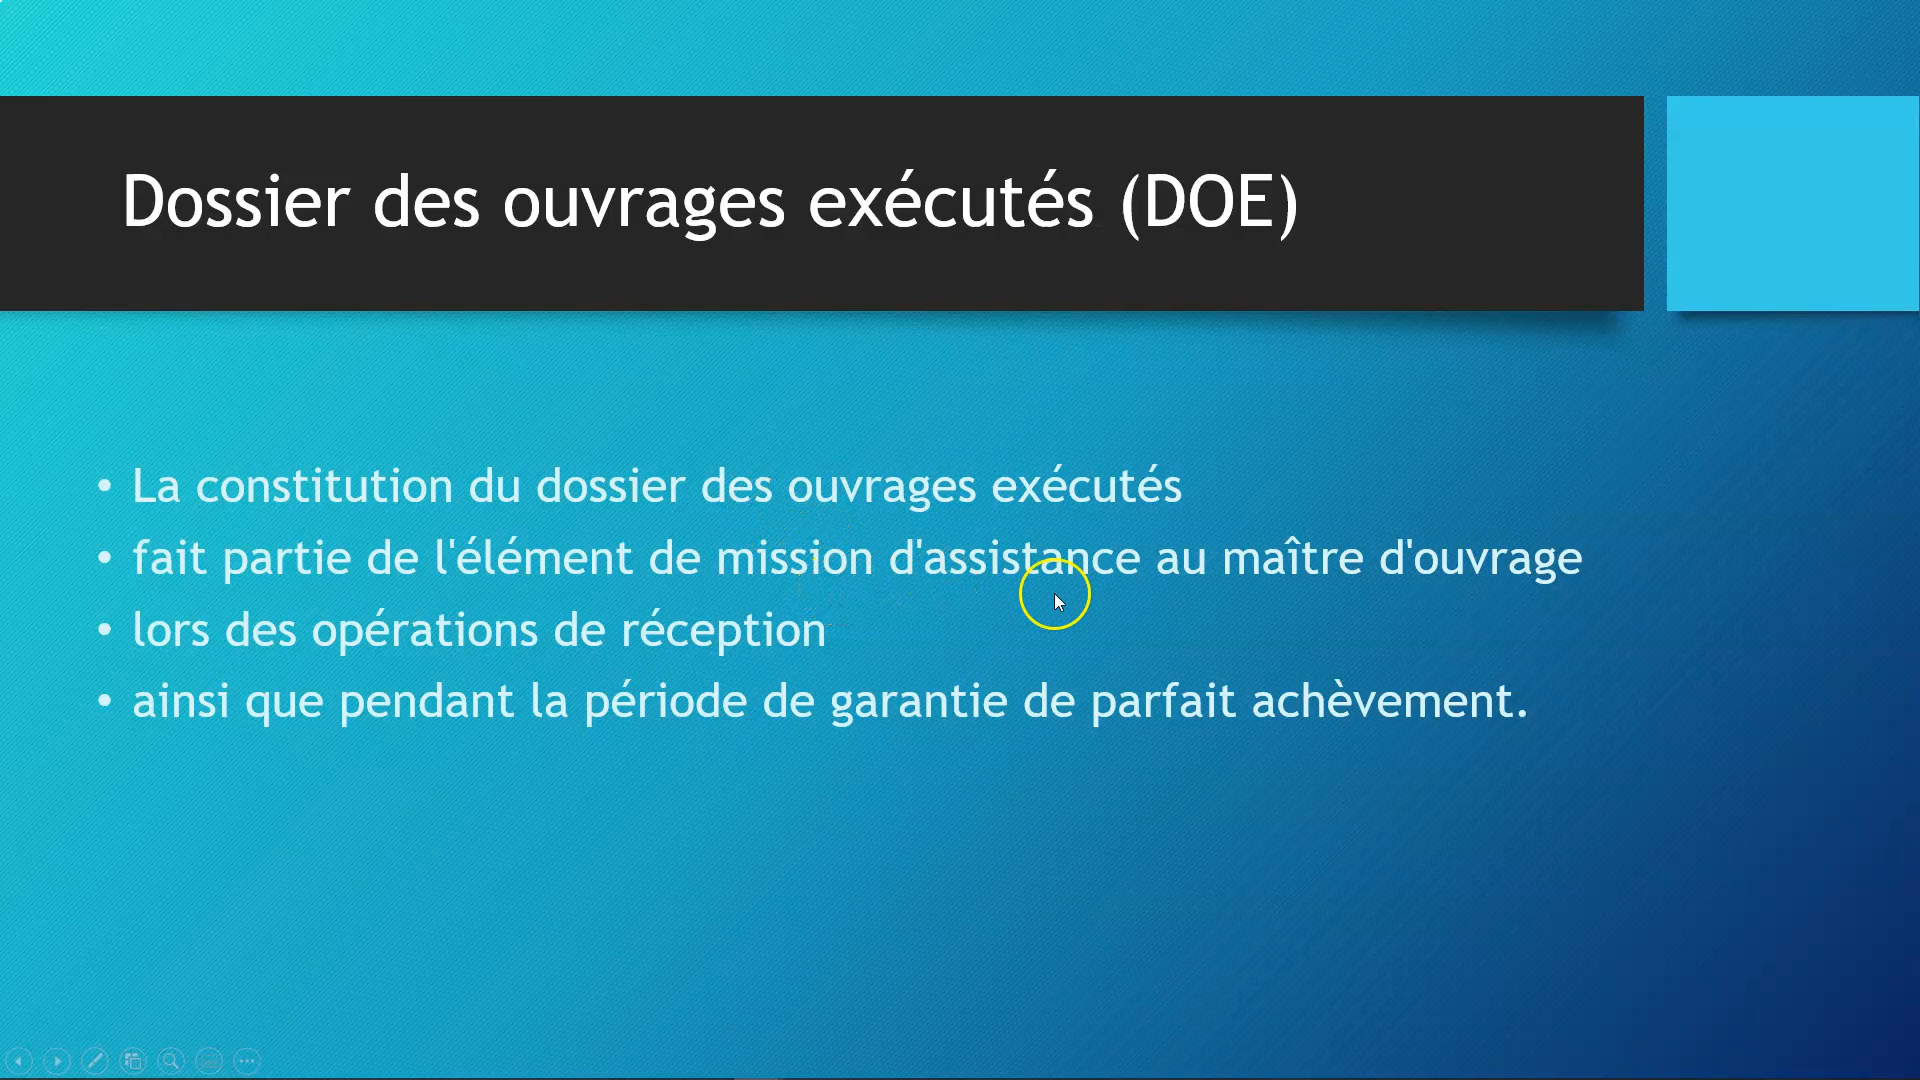 Dossier des ouvrages exécutés (DOE)
• La constitution du dossier des ouvrages exécutés
• fait partie de l'élément de mission d'assistance au maître d'ouvrage
• lors des opérations de réception
• ainsi que pendant la période de garantie de parfait achèvement.